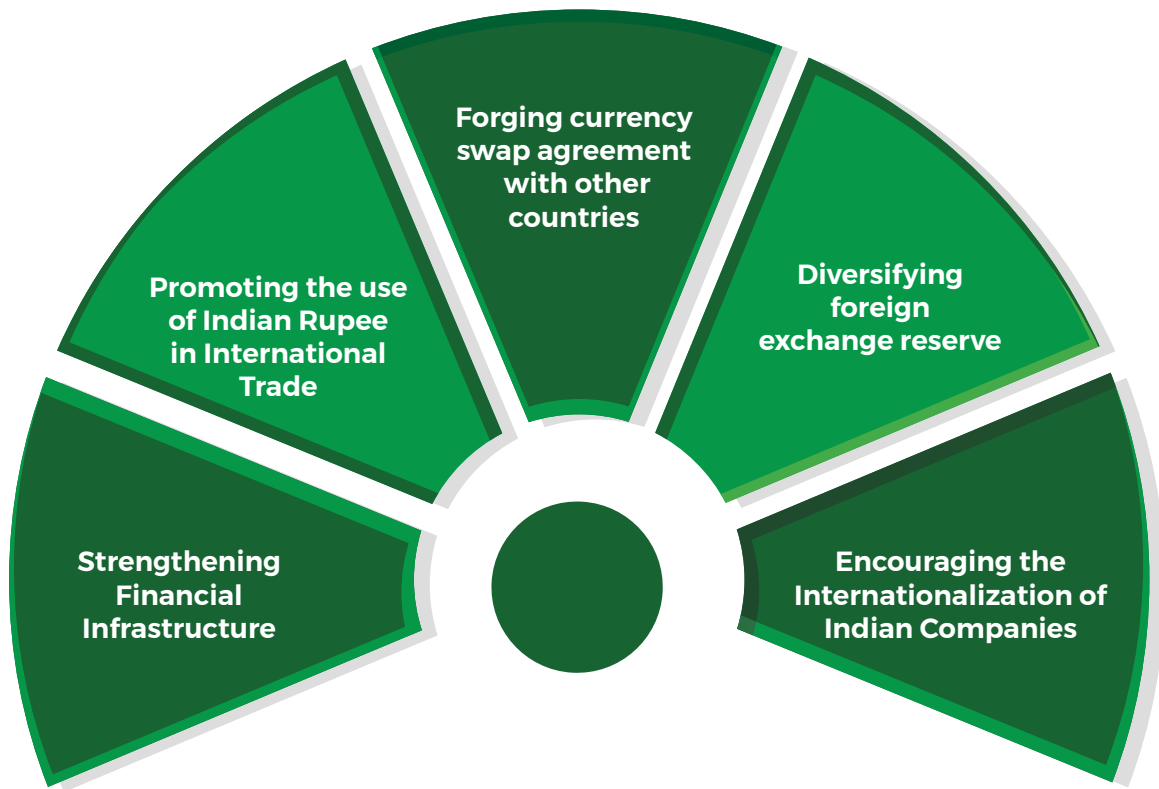 Forging currency
swap agreement
with other
countries
Promoting the use
of Indian Rupee
in International
Trade
Diversifying
foreign
exchange reserve
Strengthening
Financial
Infrastructure
Encouraging the
Internationalization of
Indian Companies